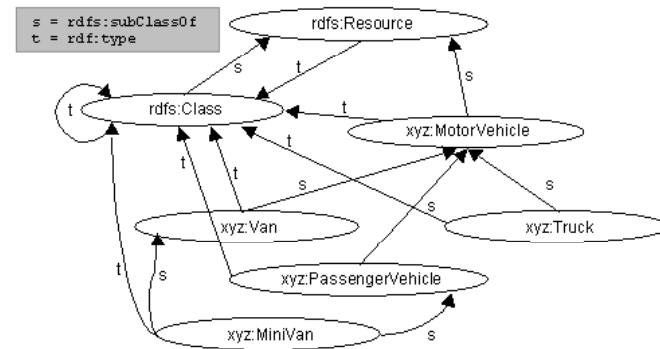 s = rdfs:subClassOf
t = rdf:type
rdfs:Resource
s
t
s
t
rdfs:Class
t
xyz:MotorVehicle
t
t
t
s
s
s
xyz:Van
xyz:Truck
t
s
xyz:PassengerVehicle
xyz:MiniVan
s